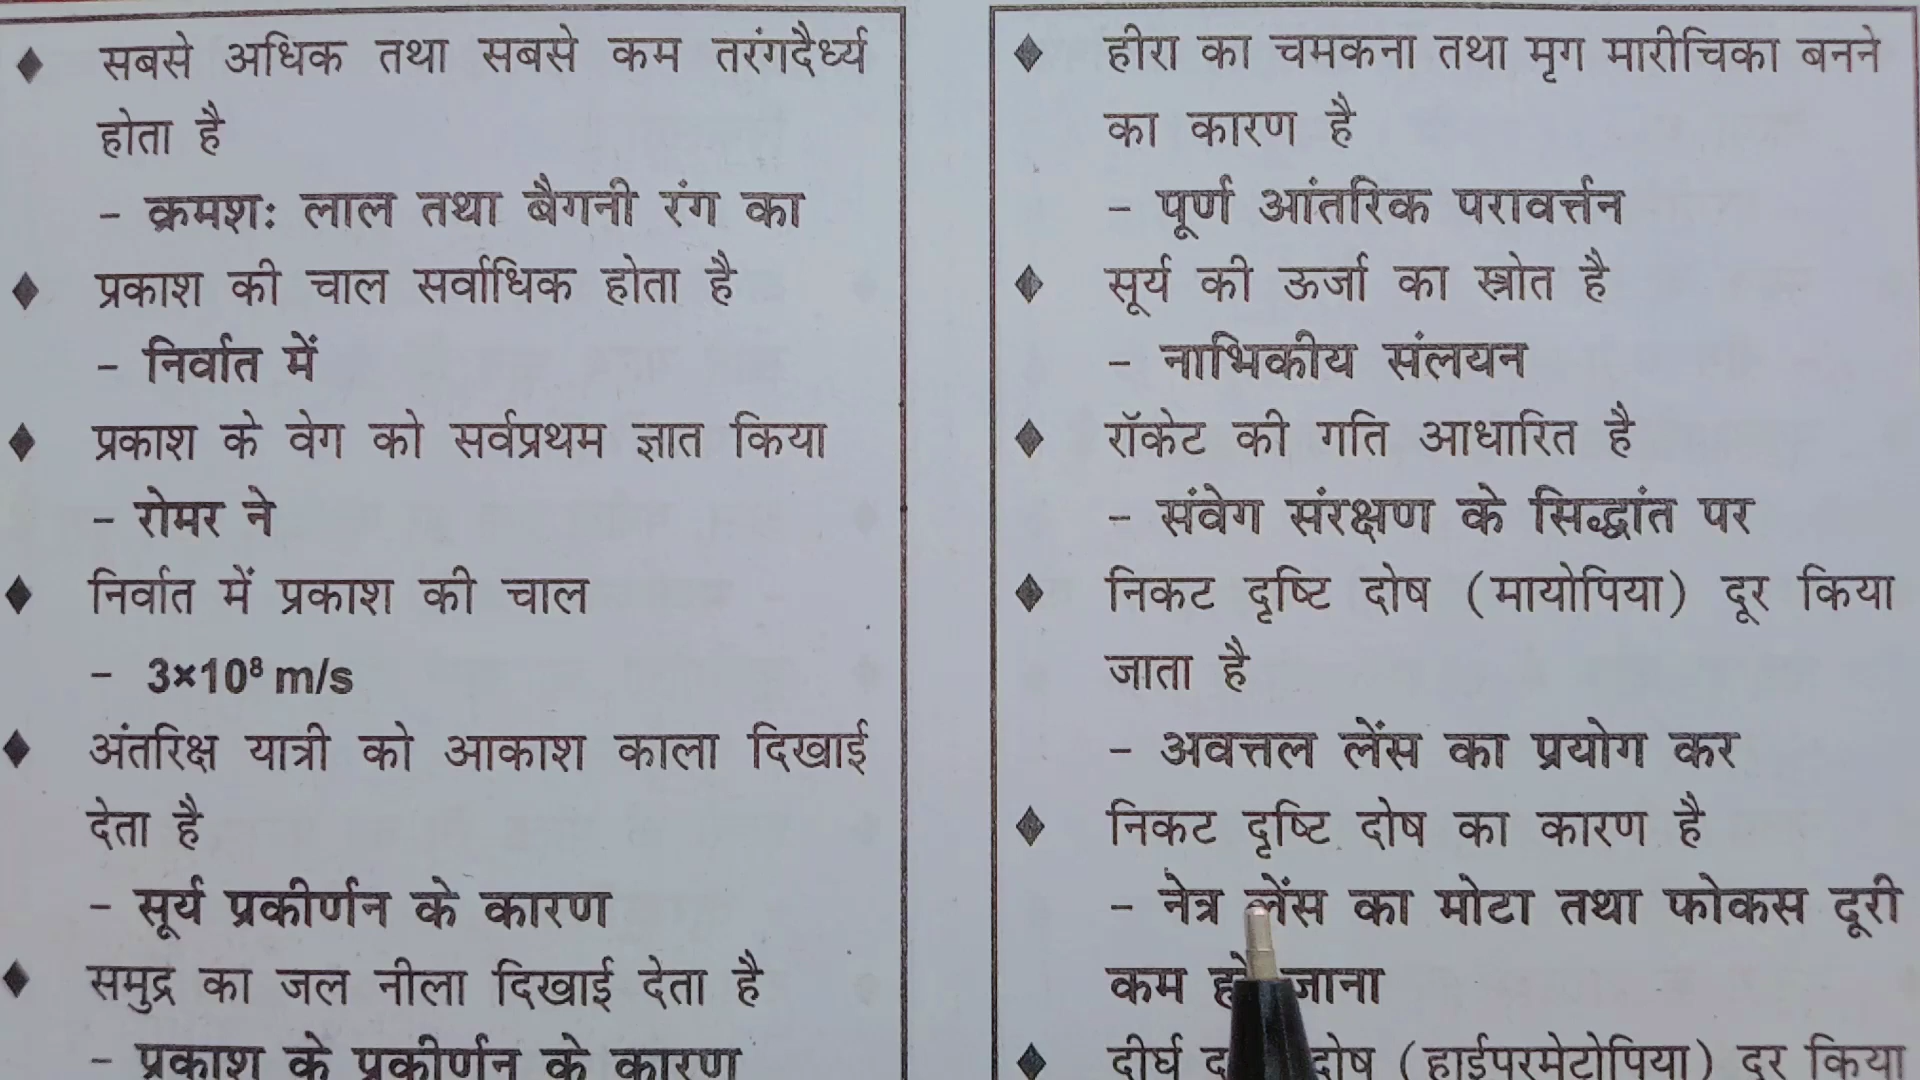 ♦ सबसे अधिक तथा सबसे कम तरंगदैर्ध्य
होता है
– क्रमशः लाल तथा बैगनी रंग का
♦ प्रकाश की चाल सर्वाधिक होता है
– निर्वात में
♦ प्रकाश के वेग को सर्वप्रथम ज्ञात किया
– रोमर ने
♦ निर्वात में प्रकाश की चाल
– 3×10⁸ m/s
♦ अंतरिक्ष यात्री को आकाश काला दिखाई
देता है
– सूर्य प्रकीर्णन के कारण
♦ समुद्र का जल नीला दिखाई देता है
– प्रकाश के प्रकीर्णन के कारण
♦ हीरा का चमकना तथा मृग मारीचिका बनने
का कारण है
– पूर्ण आंतरिक परावर्त्तन
♦ सूर्य की ऊर्जा का स्त्रोत है
– नाभिकीय संलयन
♦ रॉकेट की गति आधारित है
– संवेग संरक्षण के सिद्धांत पर
♦ निकट दृष्टि दोष (मायोपिया) दूर किया
जाता है
– अवत्तल लेंस का प्रयोग कर
♦ निकट दृष्टि दोष का कारण है
– नेत्र लेंस का मोटा तथा फोकस दूरी
कम हो जाना
♦ दीर्घ दोष (हाईपरमेटोपिया) दूर किया